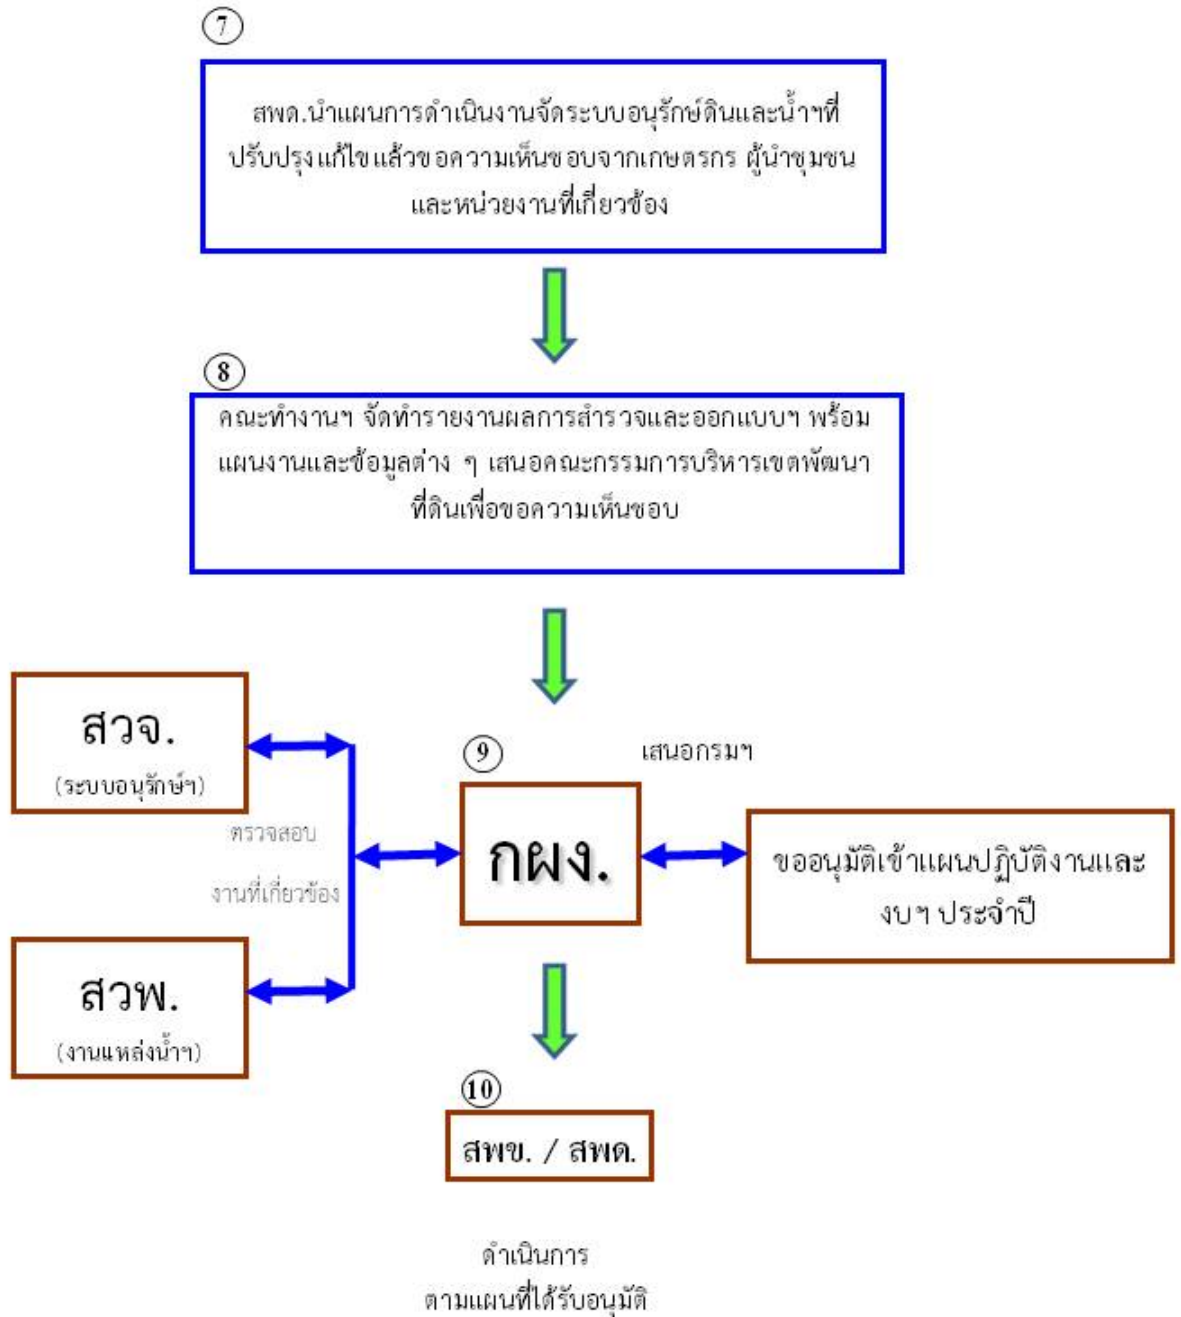 7
สพด.นำแผนการดำเนินงานจัดระบบอนุรักษ์ดินและน้ำฯที่
ปรับปรุงแก้ไขแล้วขอความเห็นชอบจากเกษตรกร ผู้นำชุมชน
และหน่วยงานที่เกี่ยวข้อง
8
คณะทำงานฯ จัดทำรายงานผลการสำรวจและออกแบบฯ พร้อม
แผนงานและข้อมูลต่าง ๆ เสนอคณะกรรมการบริหารเขตพัฒนา
ที่ดินเพื่อขอความเห็นชอบ
สวจ.
(ระบบอนุรักษ์ฯ)
ตรวจสอบ
งานที่เกี่ยวข้อง
สวพ.
(งานแหล่งน้ำฯ)
9
กผง.
เสนอกรมฯ
ขออนุมัติเข้าแผนปฏิบัติงานและ
งบฯ ประจำปี
10
สพข. / สพด.
ดำเนินการ
ตามแผนที่ได้รับอนุมัติ